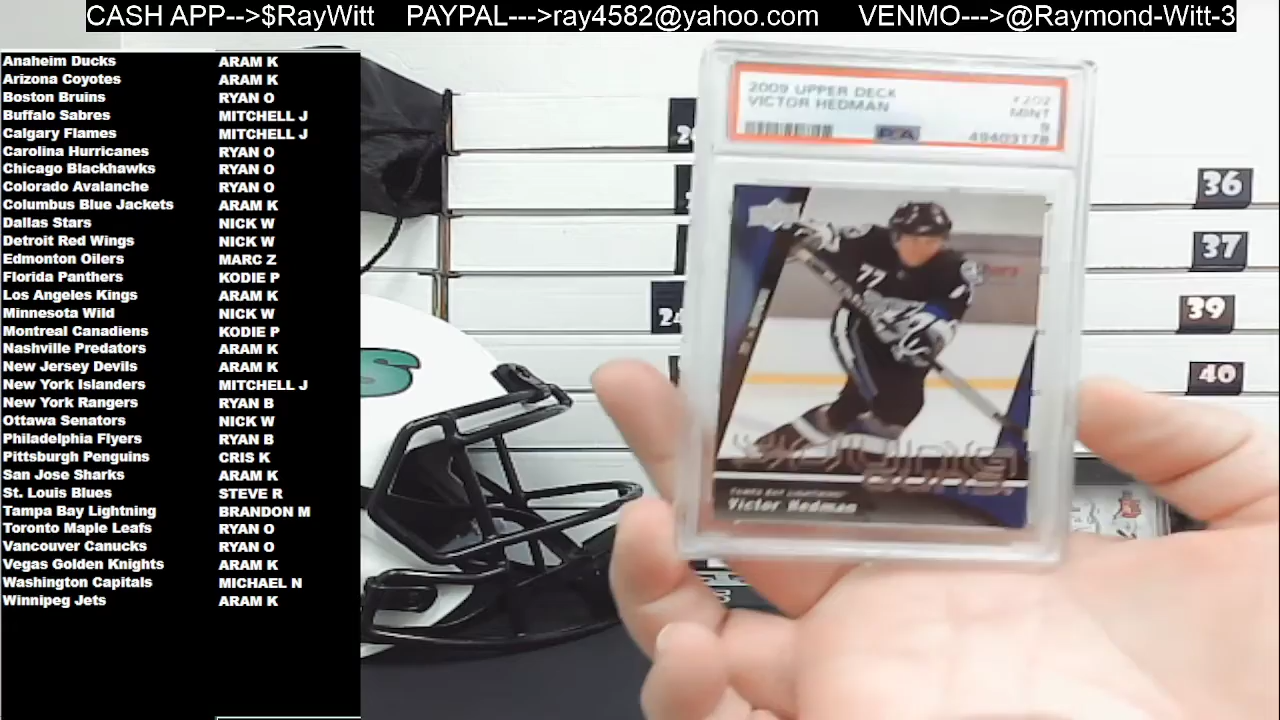 CASH APP-->$RayWitt PAYPAL--->ray4582@yahoo.com VENMO--->@Raymond-Witt-3
Anaheim Ducks ARAM K
Arizona Coyotes ARAM K
Boston Bruins RYAN O
Buffalo Sabres MITCHELL J
Calgary Flames MITCHELL J
Carolina Hurricanes RYAN O
Chicago Blackhawks RYAN O
Colorado Avalanche RYAN O
Columbus Blue Jackets ARAM K
Dallas Stars NICK W
Detroit Red Wings NICK W
Edmonton Oilers MARC Z
Florida Panthers KODIE P
Los Angeles Kings ARAM K
Minnesota Wild NICK W
Montreal Canadiens KODIE P
Nashville Predators ARAM K
New Jersey Devils ARAM K
New York Islanders MITCHELL J
New York Rangers RYAN B
Ottawa Senators NICK W
Philadelphia Flyers RYAN B
Pittsburgh Penguins CRIS K
San Jose Sharks ARAM K
St. Louis Blues STEVE R
Tampa Bay Lightning BRANDON M
Toronto Maple Leafs RYAN O
Vancouver Canucks RYAN O
Vegas Golden Knights ARAM K
Washington Capitals MICHAEL N
Winnipeg Jets ARAM K
2009 UPPER DECK
VICTOR HEDMAN
#202
MINT
9
49403178
77
young
guns
Victor Hedman
36
37
39
40